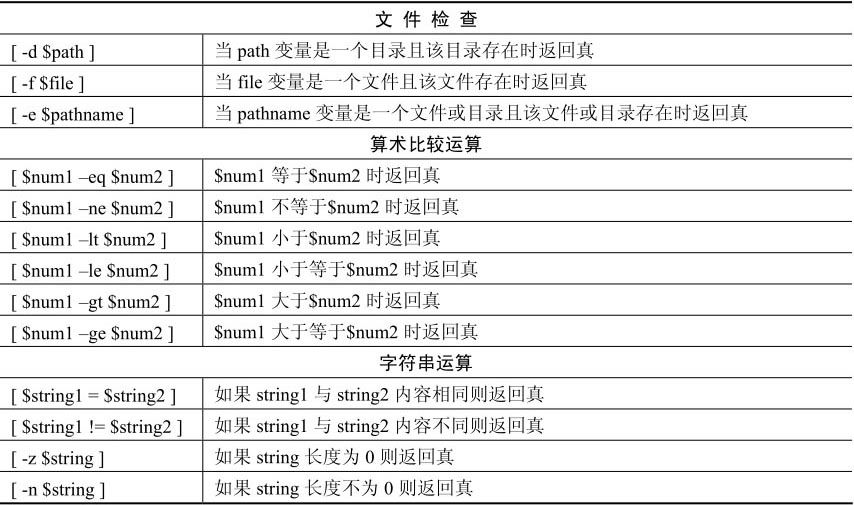 文 件 检 查
[ -d $path ] 当 path 变量是一个目录且该目录存在时返回真
[ -f $file ] 当 file 变量是一个文件且该文件存在时返回真
[ -e $pathname ] 当 pathname 变量是一个文件或目录且该文件或目录存在时返回真
算术比较运算
[ $num1 –eq $num2 ] $num1 等于$num2 时返回真
[ $num1 –ne $num2 ] $num1 不等于$num2 时返回真
[ $num1 –lt $num2 ] $num1 小于$num2 时返回真
[ $num1 –le $num2 ] $num1 小于等于$num2 时返回真
[ $num1 –gt $num2 ] $num1 大于$num2 时返回真
[ $num1 –ge $num2 ] $num1 大于等于$num2 时返回真
字符串运算
[ $string1 = $string2 ] 如果 string1 与 string2 内容相同则返回真
[ $string1 != $string2 ] 如果 string1 与 string2 内容不同则返回真
[ -z $string ] 如果 string 长度为 0 则返回真
[ -n $string ] 如果 string 长度不为 0 则返回真